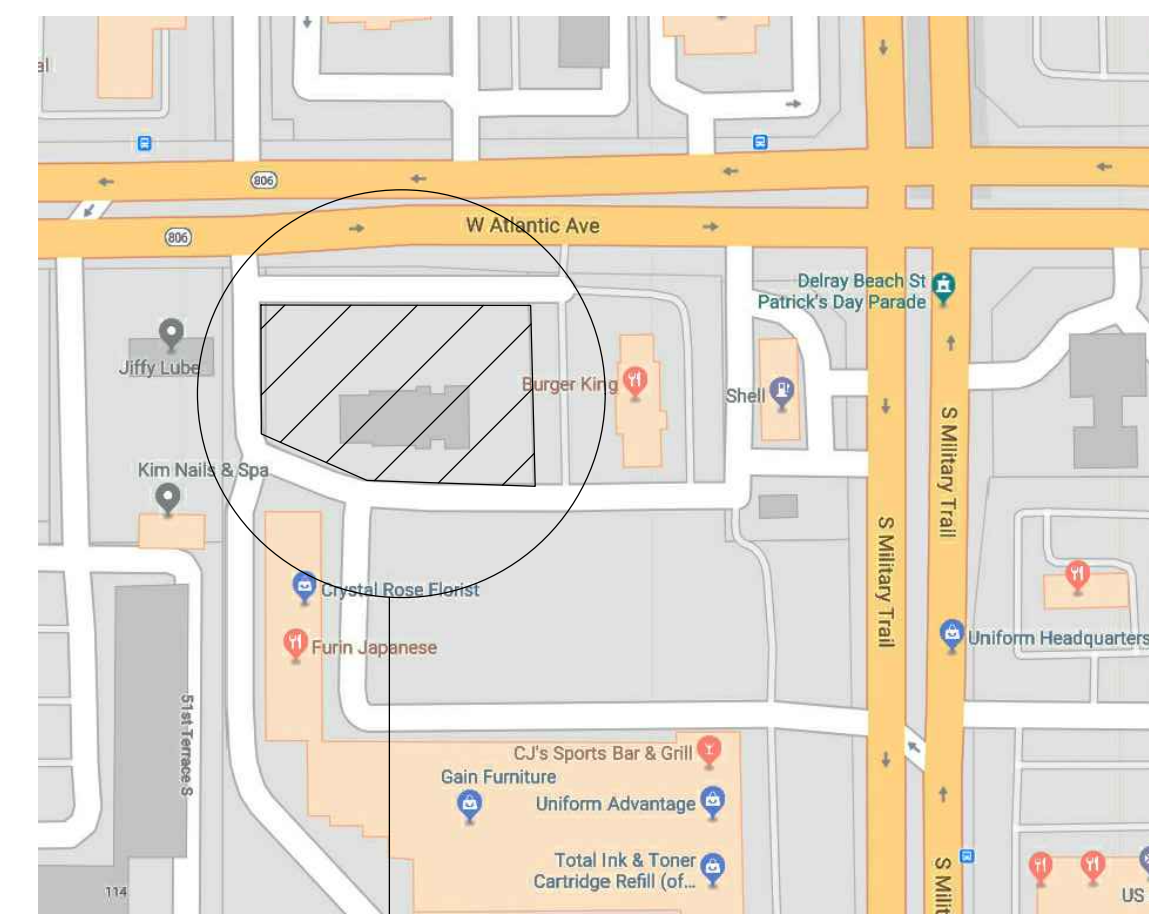 al
806
W Atlantic Ave
806
Delray Beach St
Patrick's Day Parade
Jiffy Lube
Burger King
Shell
Kim Nails & Spa
S Military Trail
S Military Trail
Crystal Rose Florist
Furin Japanese
Uniform Headquarters
51st Terrace S
CJ's Sports Bar & Grill
Gain Furniture
Uniform Advantage
Total Ink & Toner
Cartridge Refill (of...
S Milit
114
US